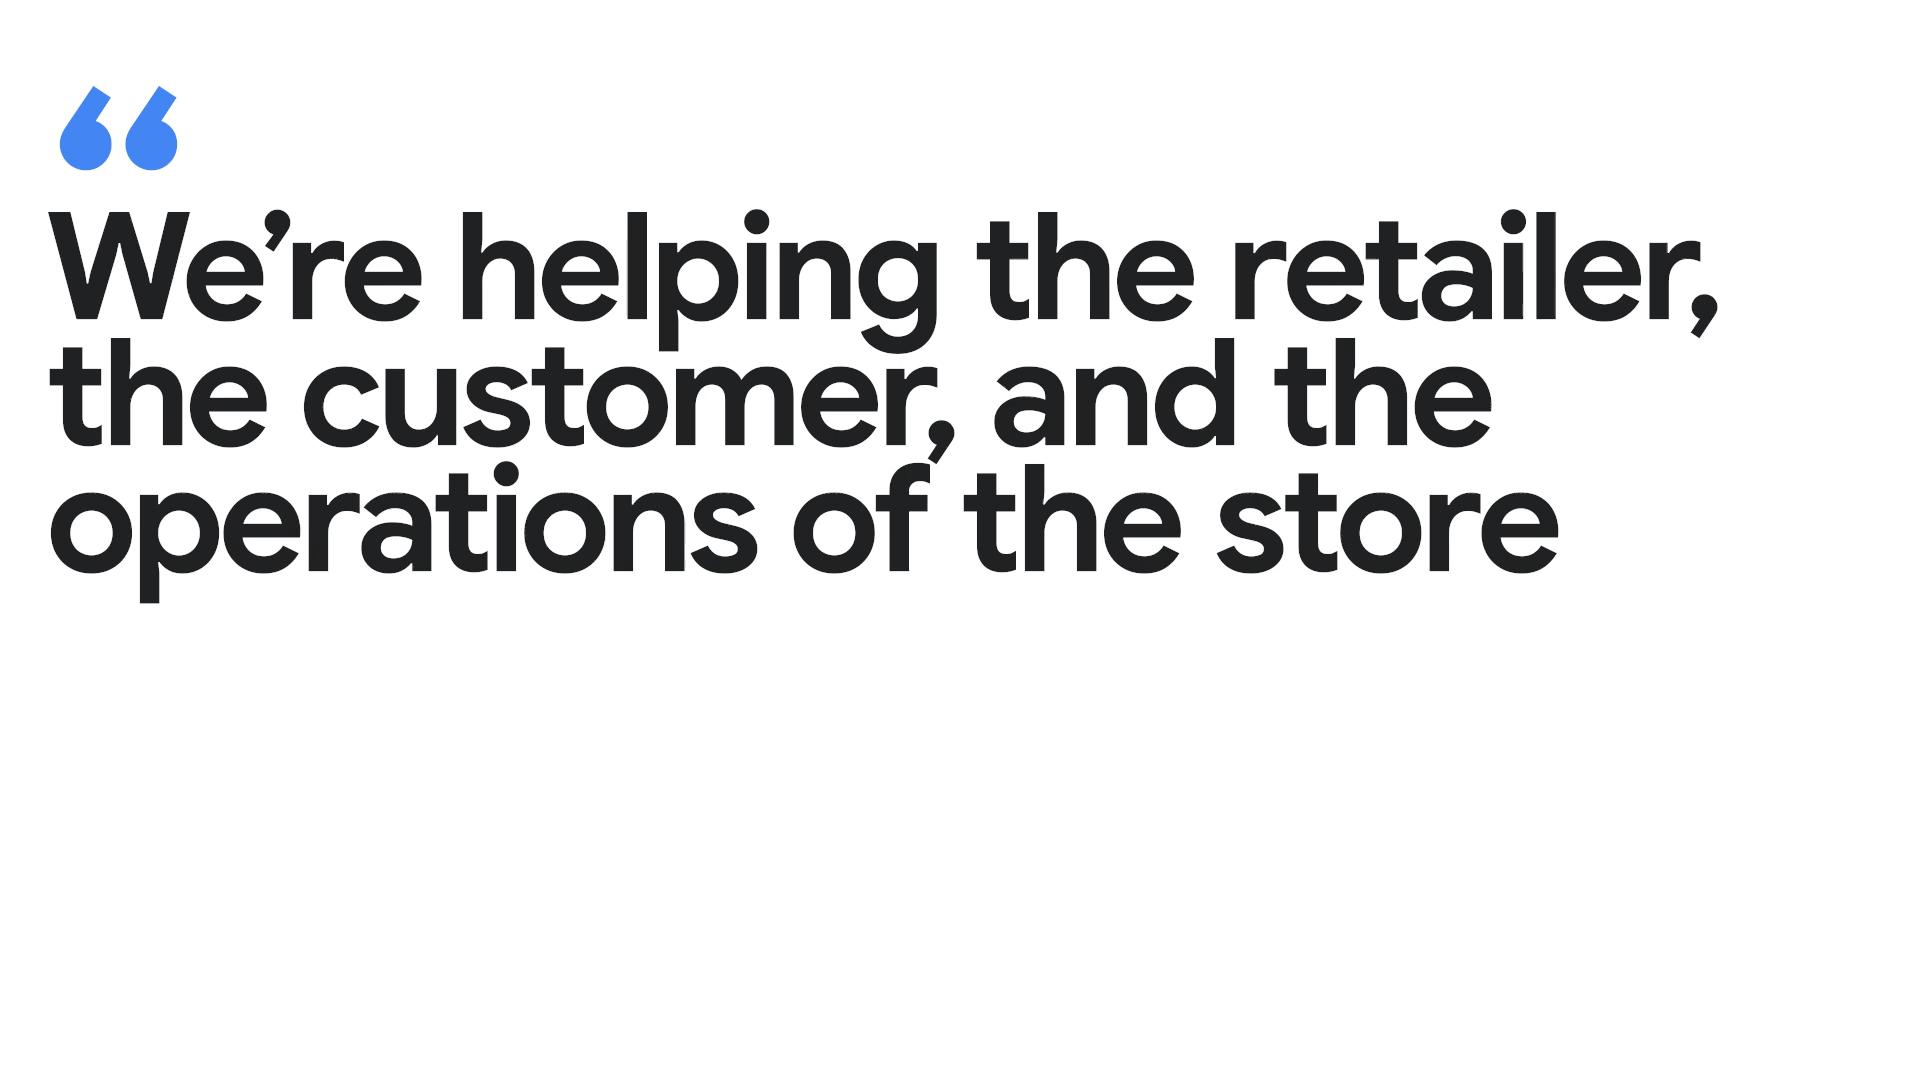 “
We’re helping the retailer,
the customer, and the
operations of the store